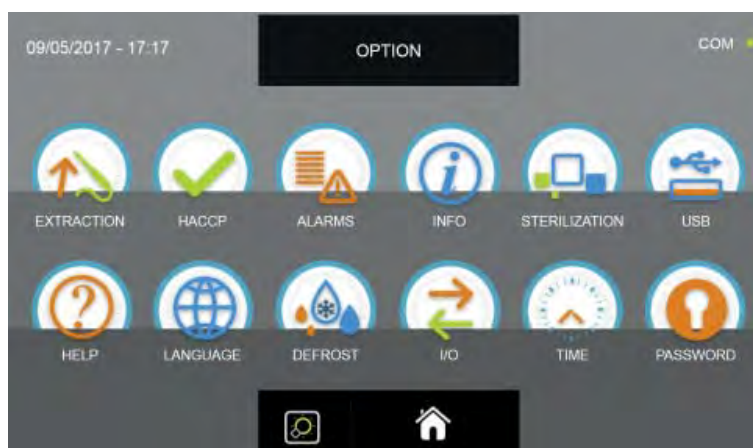 09/05/2017 - 17:17
OPTION
COM
EXTRACTION
HACCP
ALARMS
INFO
STERILIZATION
USB
HELP
LANGUAGE
DEFROST
I/O
TIME
PASSWORD